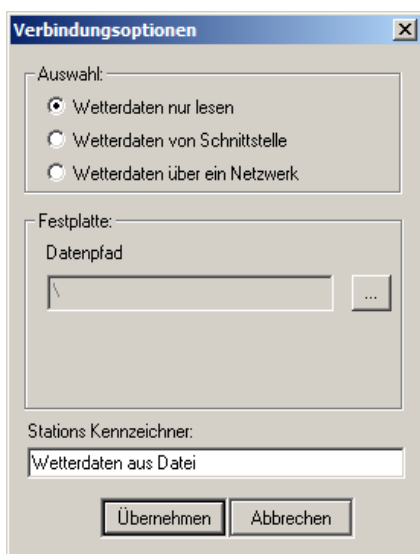 Verbindungsoptionen
Auswahl:
Wetterdaten nur lesen
Wetterdaten von Schnittstelle
Wetterdaten über ein Netzwerk
Festplatte:
Datenpfad
\
...
Stations Kennzeichner:
Wetterdaten aus Datei
Übernehmen Abbrechen